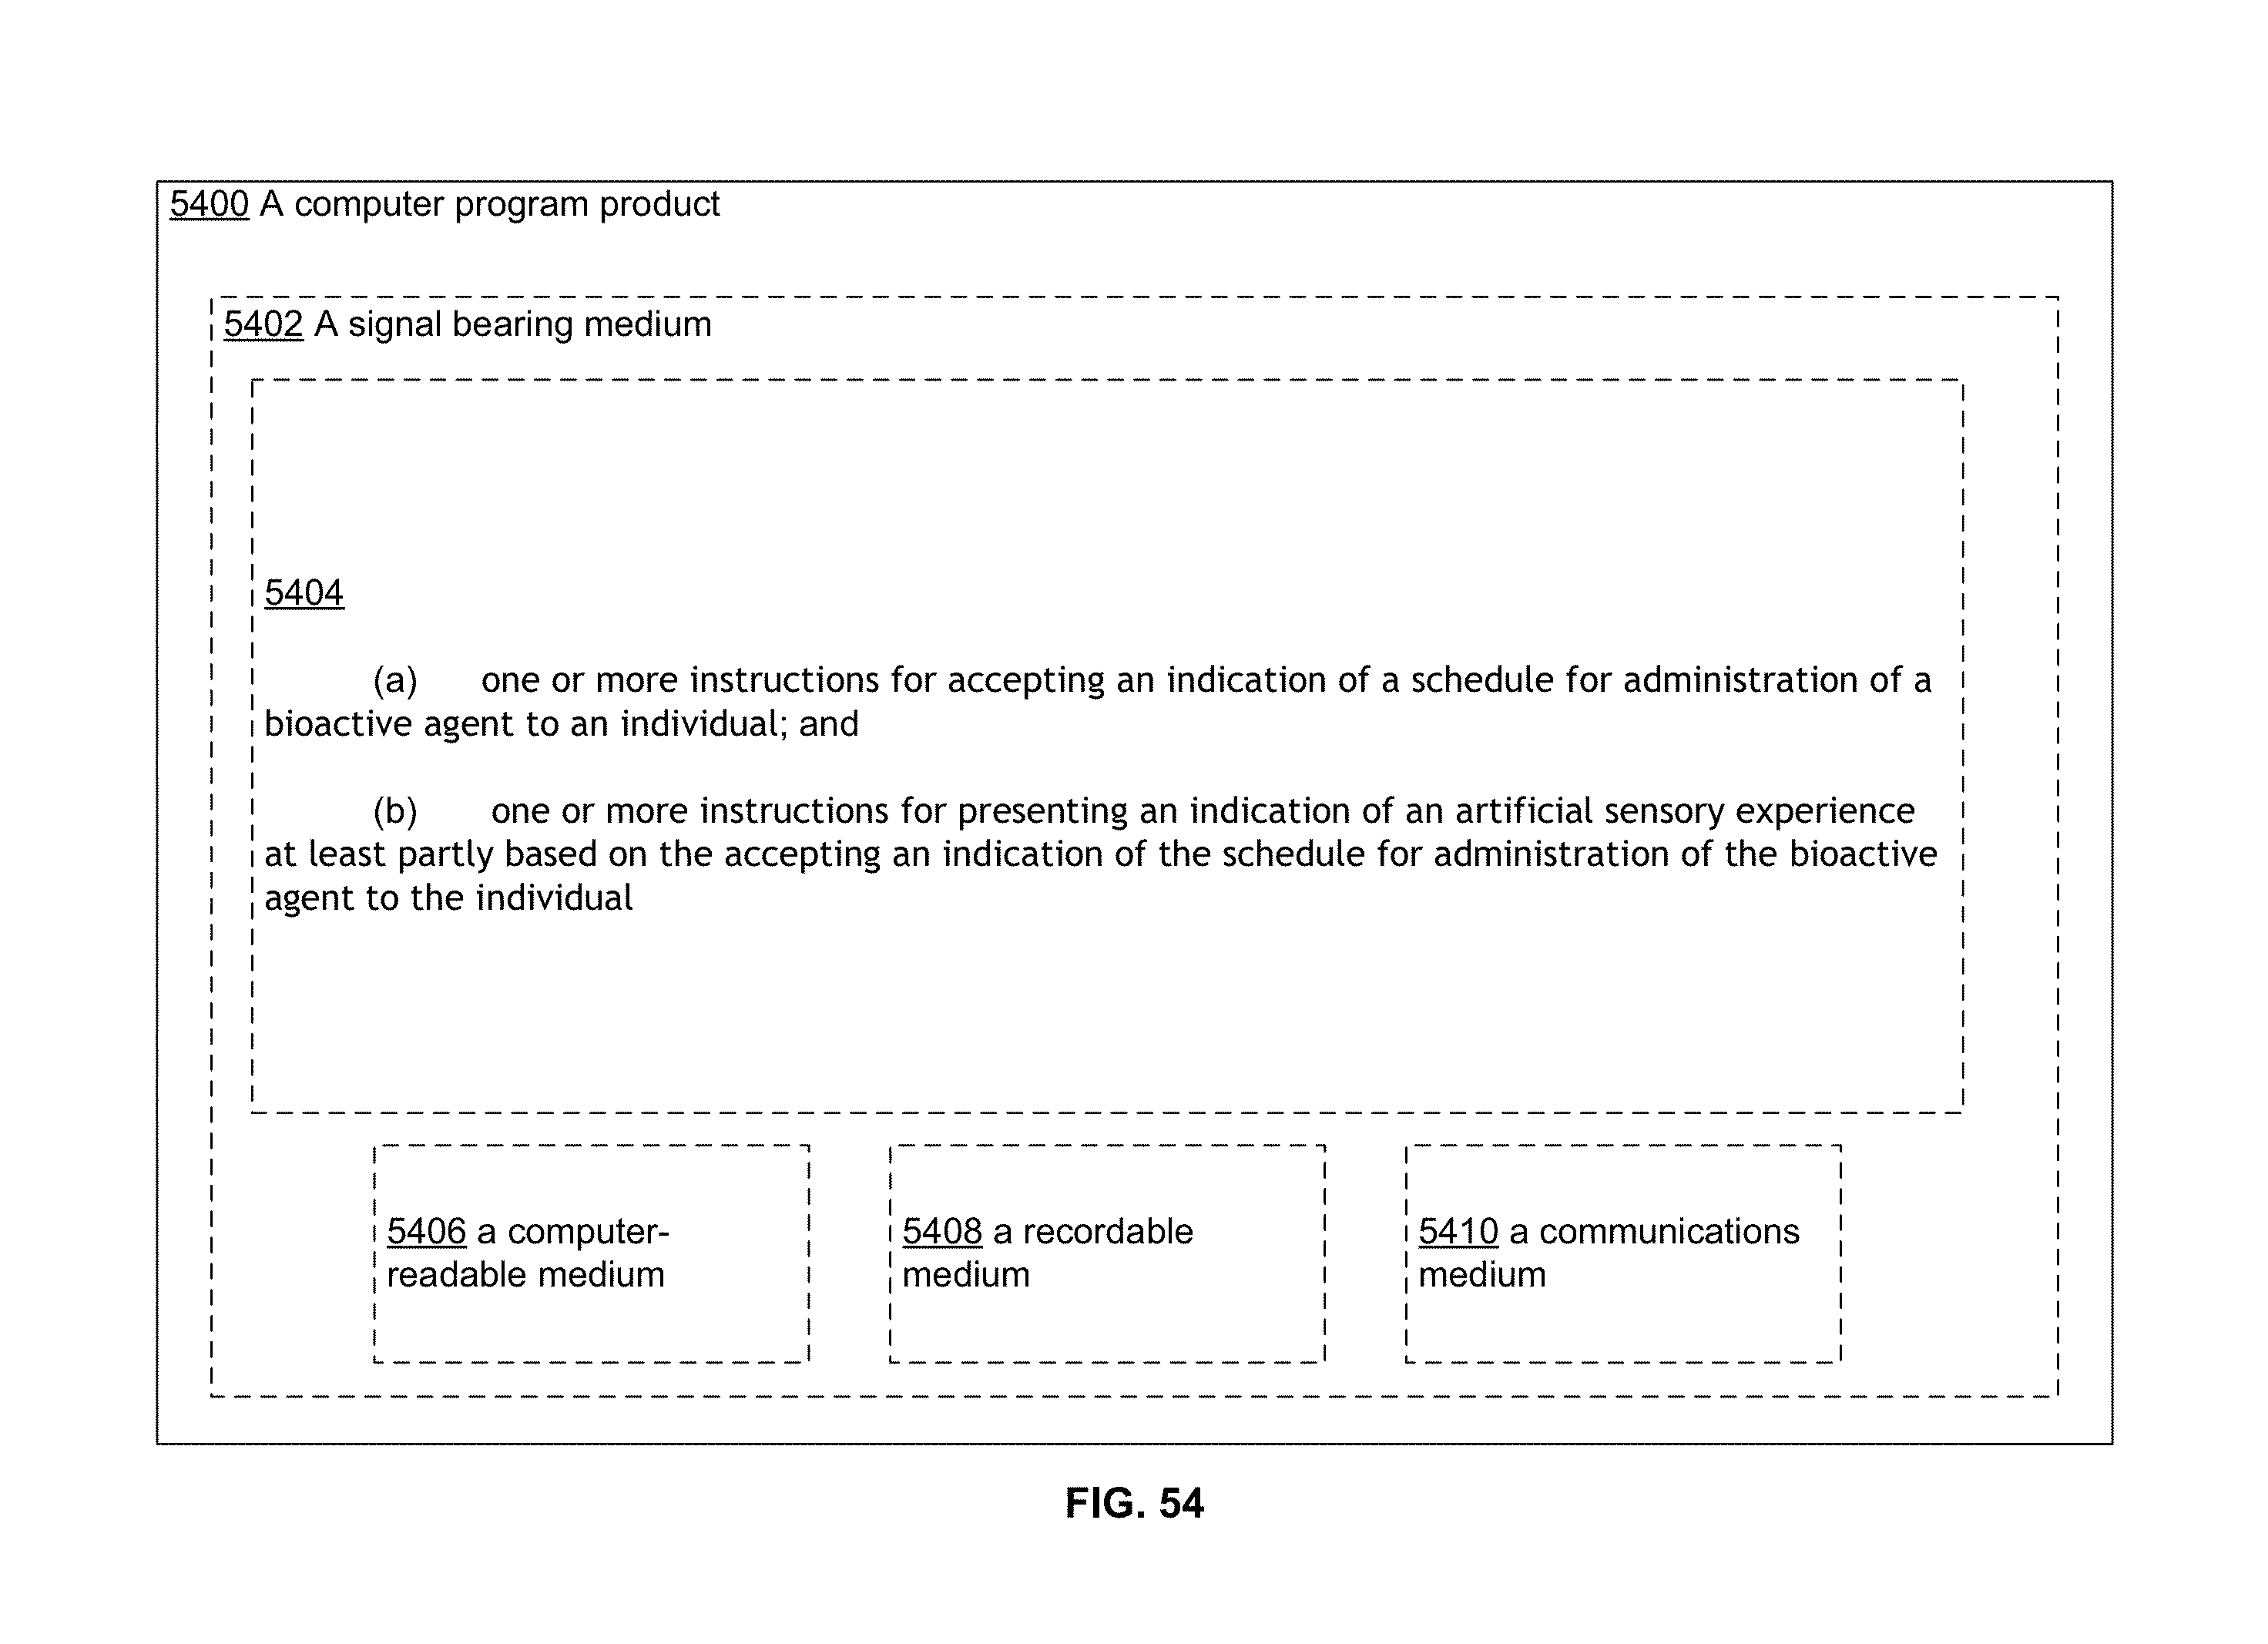 5400 A computer program product
5402 A signal bearing medium
5404
(a) one or more instructions for accepting an indication of a schedule for administration of a
bioactive agent to an individual; and
(b) one or more instructions for presenting an indication of an artificial sensory experience
at least partly based on the accepting an indication of the schedule for administration of the bioactive
agent to the individual
5406 a computer-
readable medium
5408 a recordable
medium
5410 a communications
medium
FIG. 54